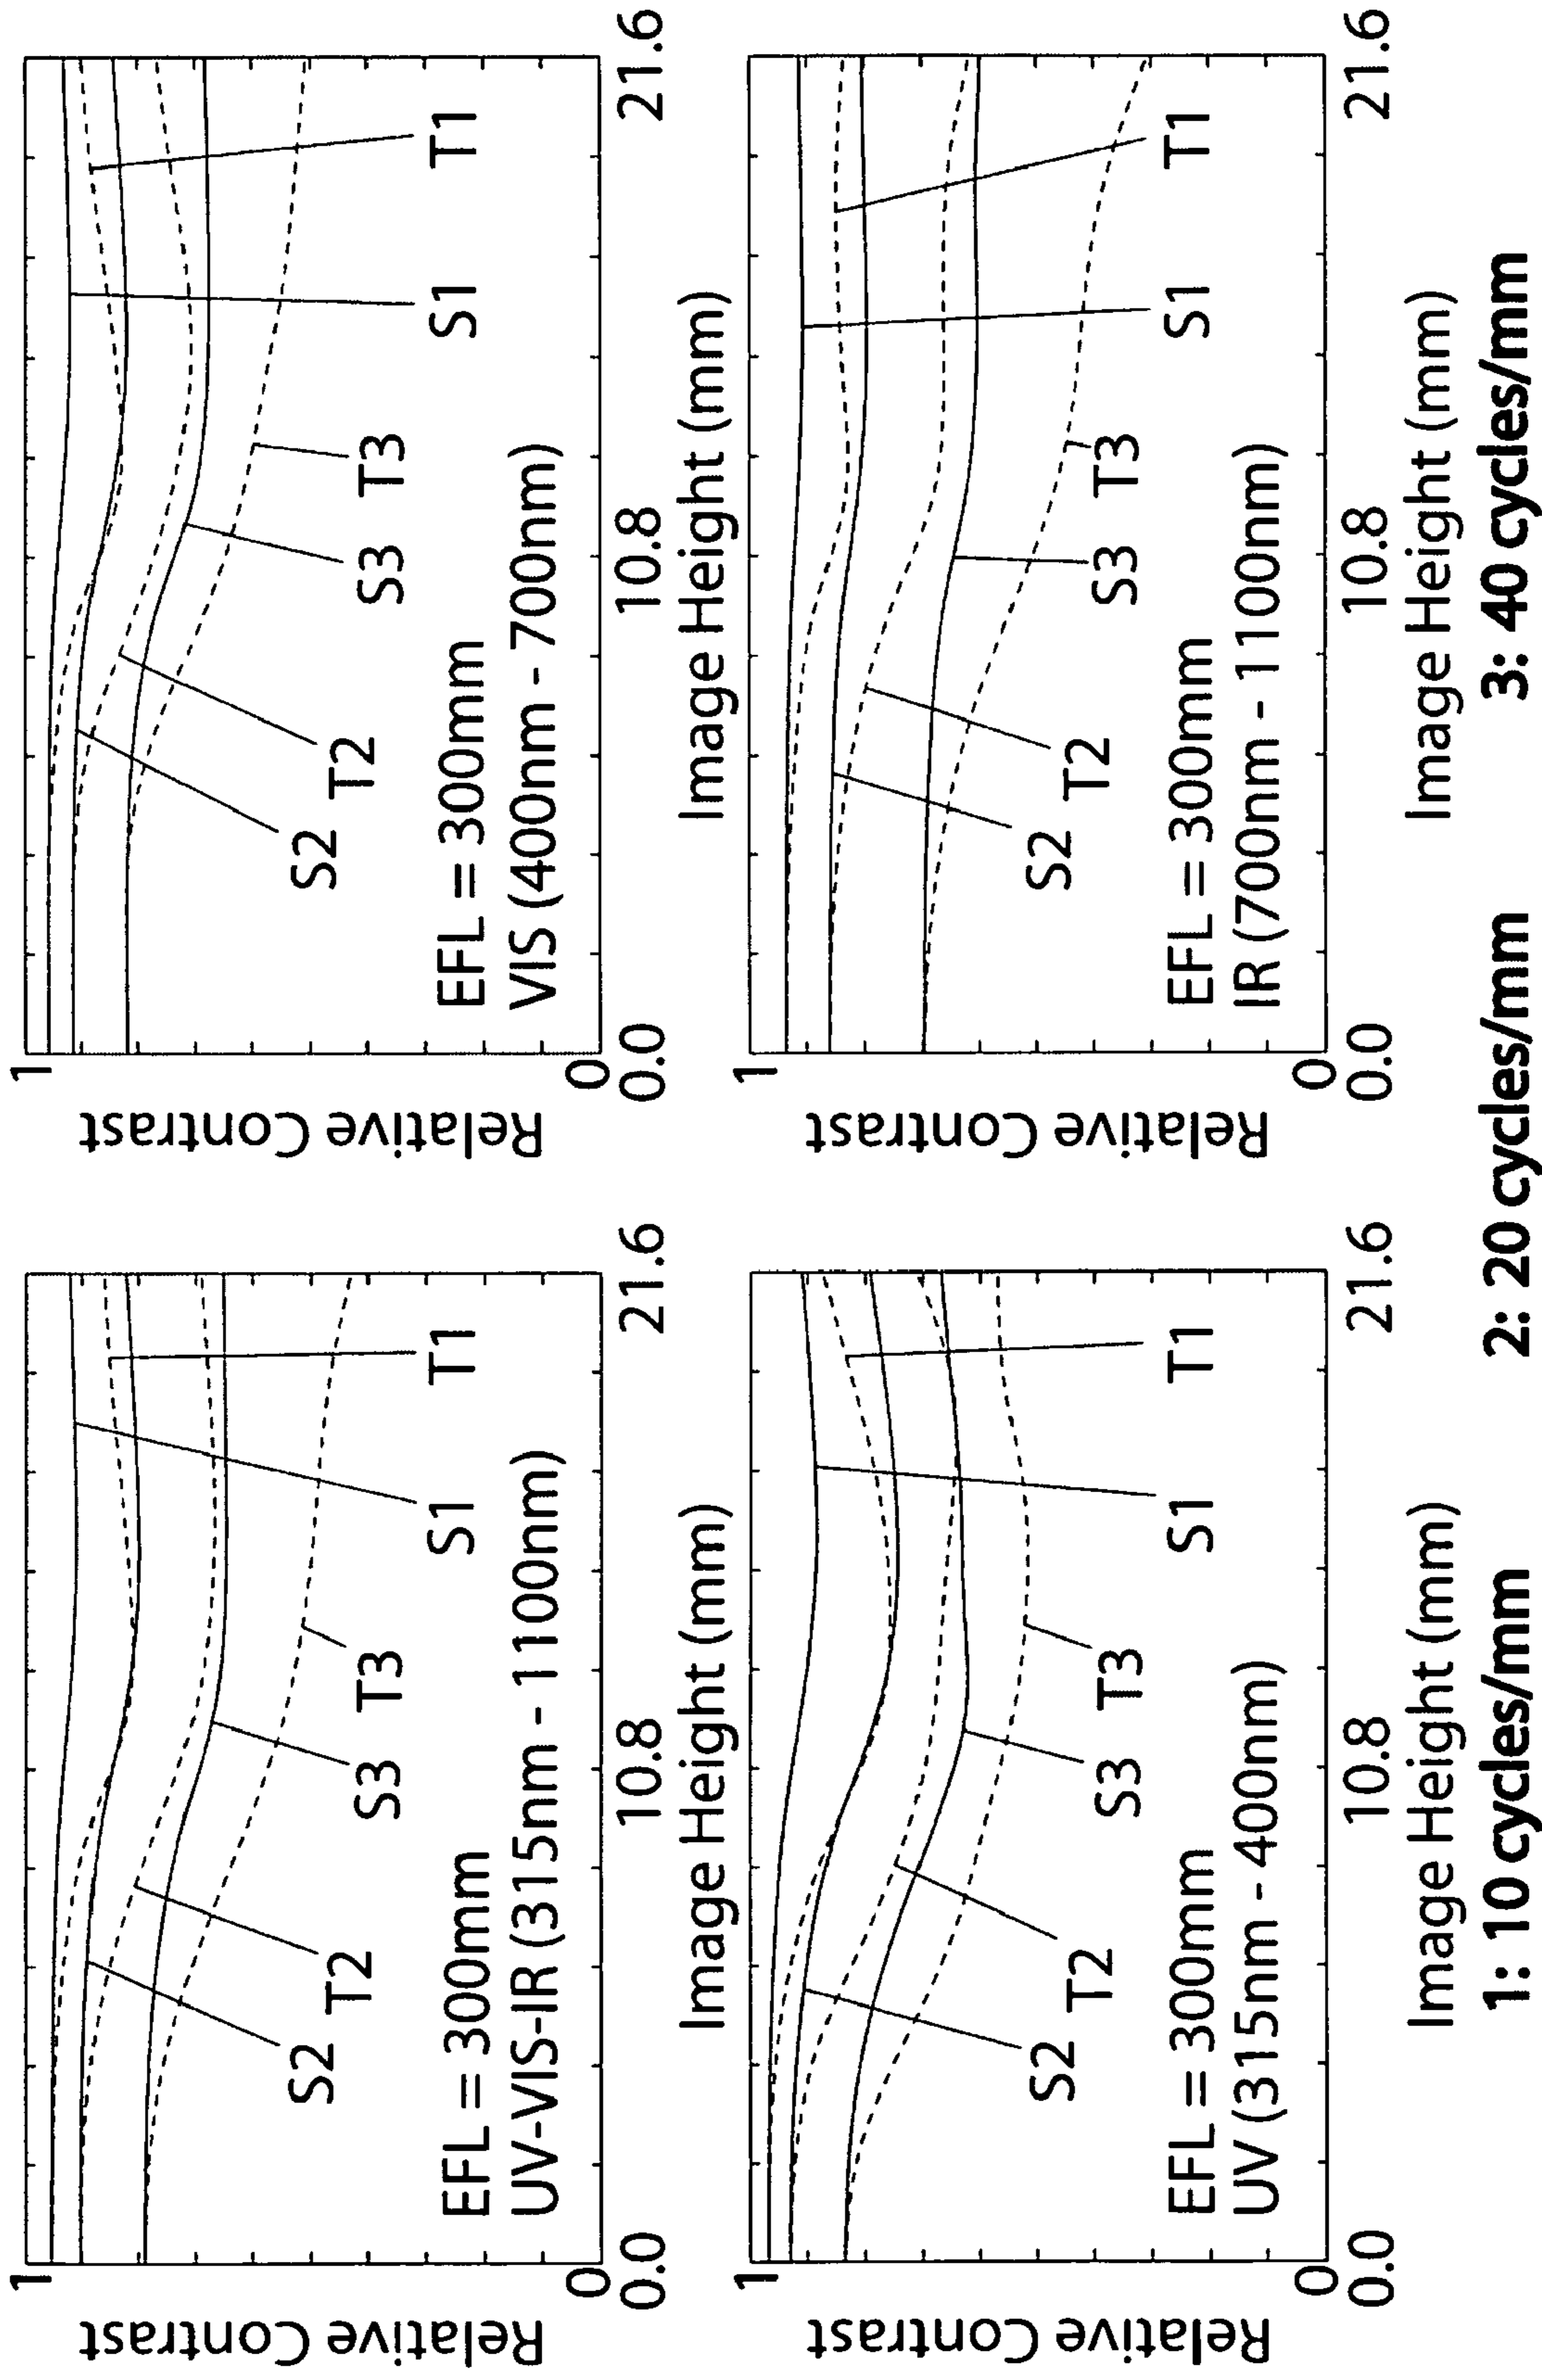 Relative Contrast
1
0
S2
T2
S3
T3
S1
T1
EFL = 300mm
UV-VIS-IR (315nm - 1100nm)
0.0
10.8
21.6
Image Height (mm)
Relative Contrast
1
0
S2
T2
S3
T3
S1
T1
EFL = 300mm
VIS (400nm - 700nm)
0.0
10.8
21.6
Image Height (mm)
Relative Contrast
1
0
S2
T2
S3
T3
S1
T1
EFL = 300mm
UV (315nm - 400nm)
0.0
10.8
21.6
Image Height (mm)
Relative Contrast
1
0
S2
T2
S3
T3
S1
T1
EFL = 300mm
IR (700nm - 1100nm)
0.0
10.8
21.6
Image Height (mm)
1: 10 cycles/mm 2: 20 cycles/mm 3: 40 cycles/mm